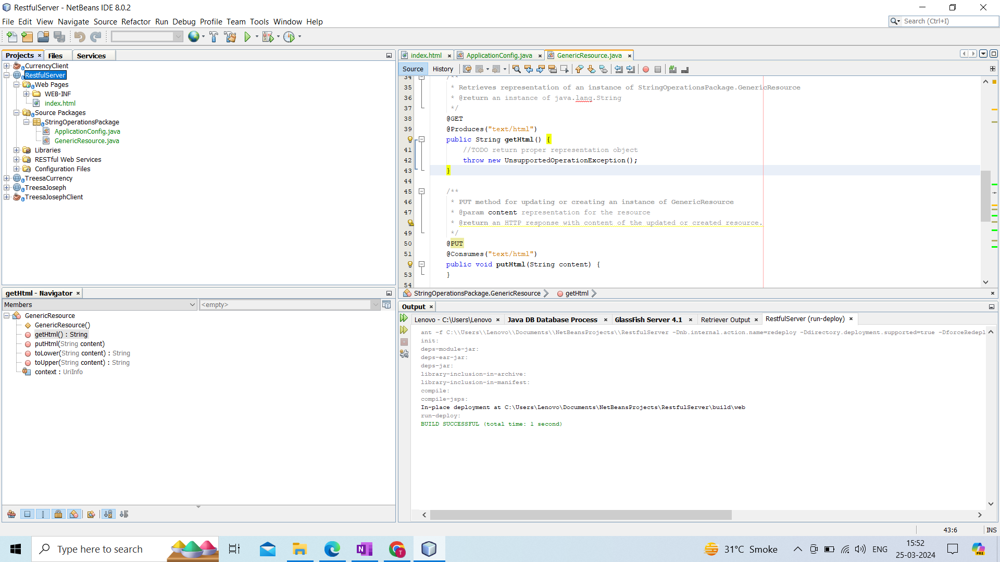 RestfulServer - NetBeans IDE 8.0.2
File Edit View Navigate Source Refactor Run Debug Profile Team Tools Window Help
Search (Ctrl+I)
Projects
Files
Services
CurrencyClient
RestfulServer
Web Pages
WEB-INF
index.html
Source Packages
StringOperationsPackage
ApplicationConfig.java
GenericResource.java
Libraries
RESTful Web Services
Configuration Files
TreesaCurrency
TreesaJoseph
TreesaJosephClient
getHtml - Navigator
Members
<empty>
GenericResource
GenericResource()
getHtml() : String
putHtml(String content)
toLower(String content) : String
toUpper(String content) : String
context : UriInfo
index.html
ApplicationConfig.java
GenericResource.java
Source History
34 /**
35 * Retrieves representation of an instance of StringOperationsPackage.GenericResource
36 * @return an instance of java.lang.String
37 */
38 @GET
39 @Produces("text/html")
public String getHtml() {
41 //TODO return proper representation object
42 throw new UnsupportedOperationException();
43 }
44
45 /**
46 * PUT method for updating or creating an instance of GenericResource
47 * @param content representation for the resource
* @return an HTTP response with content of the updated or created resource.
49 */
50 @PUT
51 @Consumes("text/html")
public void putHtml(String content) {
53 }
54
StringOperationsPackage.GenericResource
getHtml
Output
Lenovo - C:\Users\Lenovo
Java DB Database Process
GlassFish Server 4.1
Retriever Output
RestfulServer (run-deploy)
ant -f C:\\Users\\Lenovo\\Documents\\NetBeansProjects\\RestfulServer -Dnb.internal.action.name=redeploy -Ddirectory.deployment.supported=true -DforceRedepl
init:
deps-module-jar:
deps-ear-jar:
deps-jar:
library-inclusion-in-archive:
library-inclusion-in-manifest:
compile:
compile-jsps:
In-place deployment at C:\Users\Lenovo\Documents\NetBeansProjects\RestfulServer\build\web
run-deploy:
BUILD SUCCESSFUL (total time: 1 second)
43:6
INS
Type here to search
31°C Smoke
ENG
15:52
25-03-2024
PRE